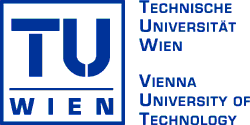 TU
WIEN
TECHNISCHE
UNIVERSITÄT
WIEN
VIENNA
UNIVERSITY OF
TECHNOLOGY